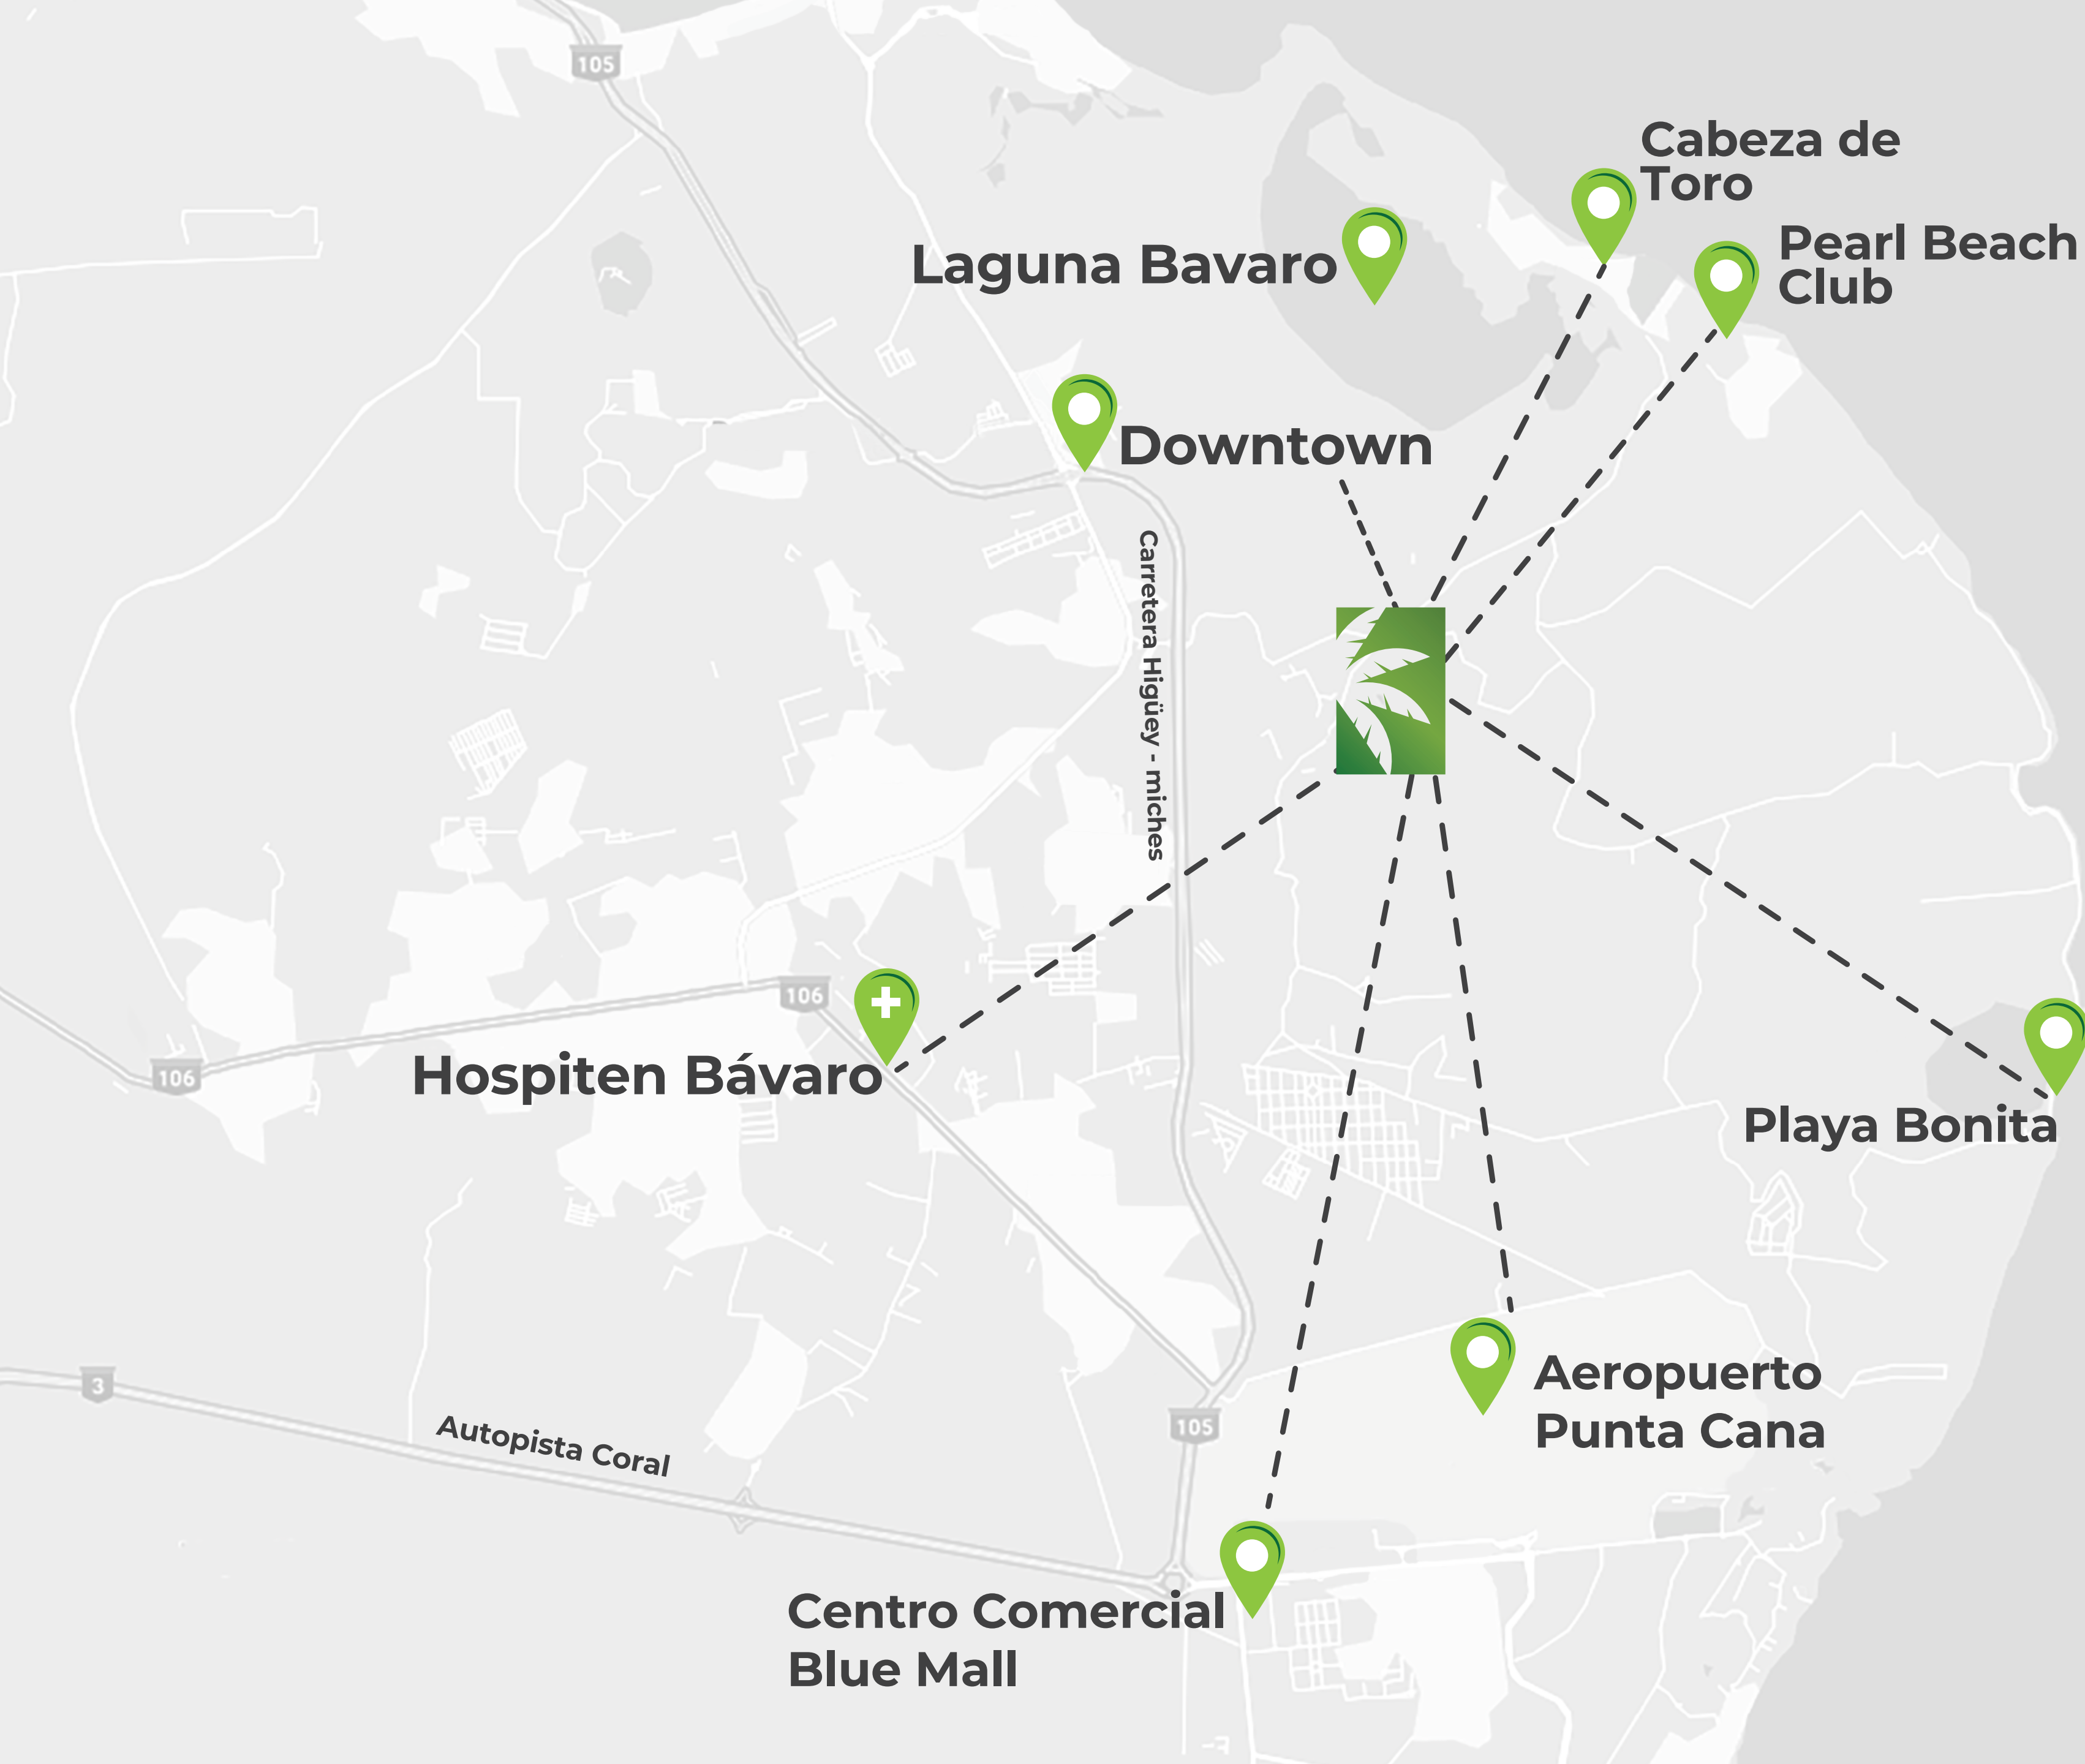 105
Cabeza de
Toro
Pearl Beach
Club
Laguna Bavaro
Downtown
Carretera Higüey - miches
106
Hospiten Bávaro
106
Playa Bonita
Aeropuerto
Punta Cana
3
Autopista Coral
105
Centro Comercial
Blue Mall